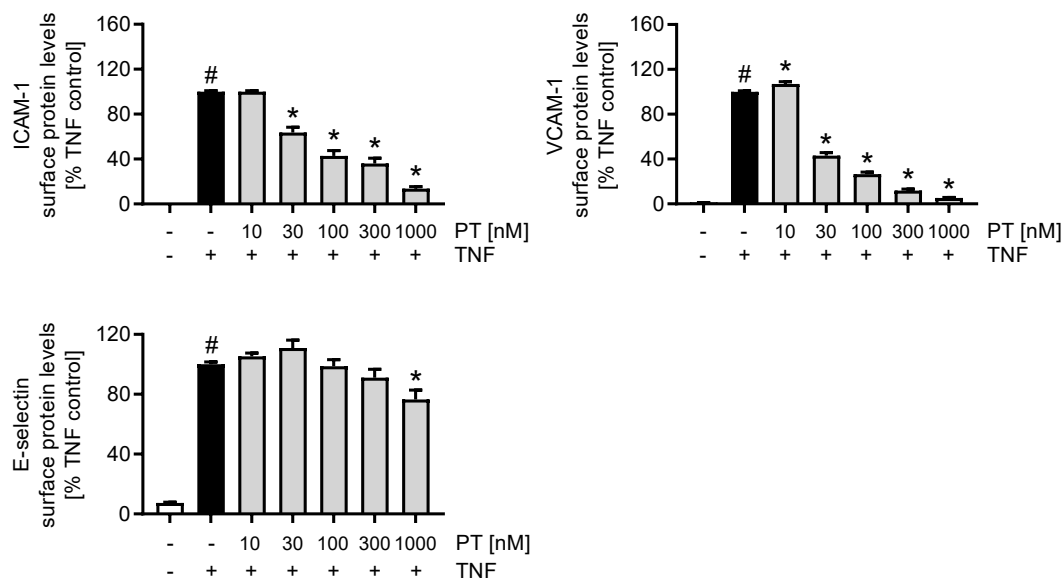 ICAM-1
surface protein levels
[% TNF control]
160
120
80
40
0
#
*
*
*
*
- - 10 30 100 300 1000 PT [nM]
- + + + + + + TNF
VCAM-1
surface protein levels
[% TNF control]
160
120
80
40
0
#
*
*
*
*
*
- - 10 30 100 300 1000 PT [nM]
- + + + + + + TNF
E-selectin
surface protein levels
[% TNF control]
120
80
40
0
#
*
- - 10 30 100 300 1000 PT [nM]
- + + + + + + TNF